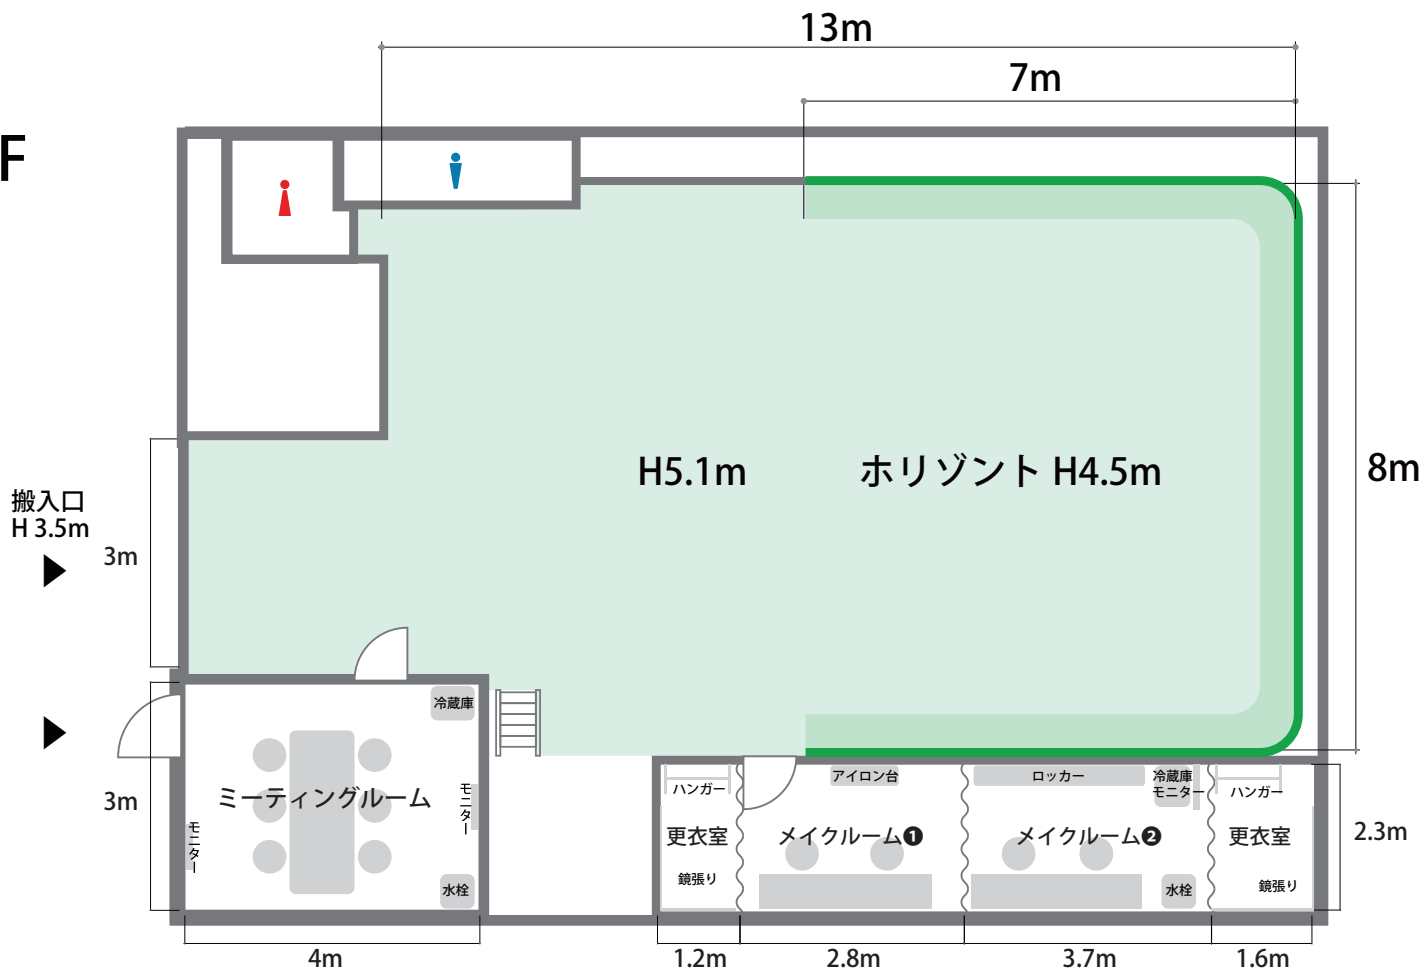 13m
7m
F
H5.1m
ホリゾント H4.5m
8m
搬入口
H 3.5m
3m
冷蔵庫
ミーティングルーム
モニター
モニター
水栓
3m
4m
ハンガー
更衣室
鏡張り
アイロン台
メイクルーム❶
ロッカー
メイクルーム❷
冷蔵庫
モニター
水栓
ハンガー
更衣室
鏡張り
2.3m
1.2m
2.8m
3.7m
1.6m